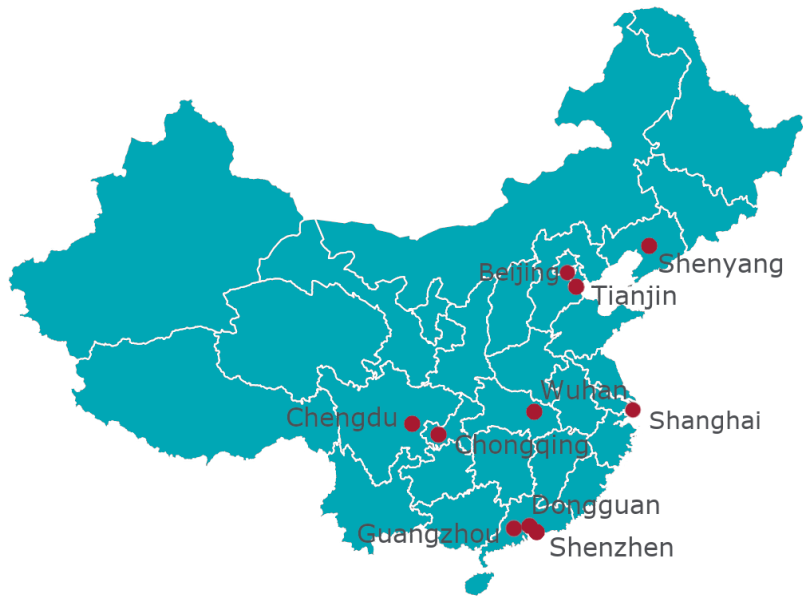 Shenyang
Beijing
Tianjin
Wuhan
Chengdu
Shanghai
Chongqing
Dongguan
Guangzhou
Shenzhen